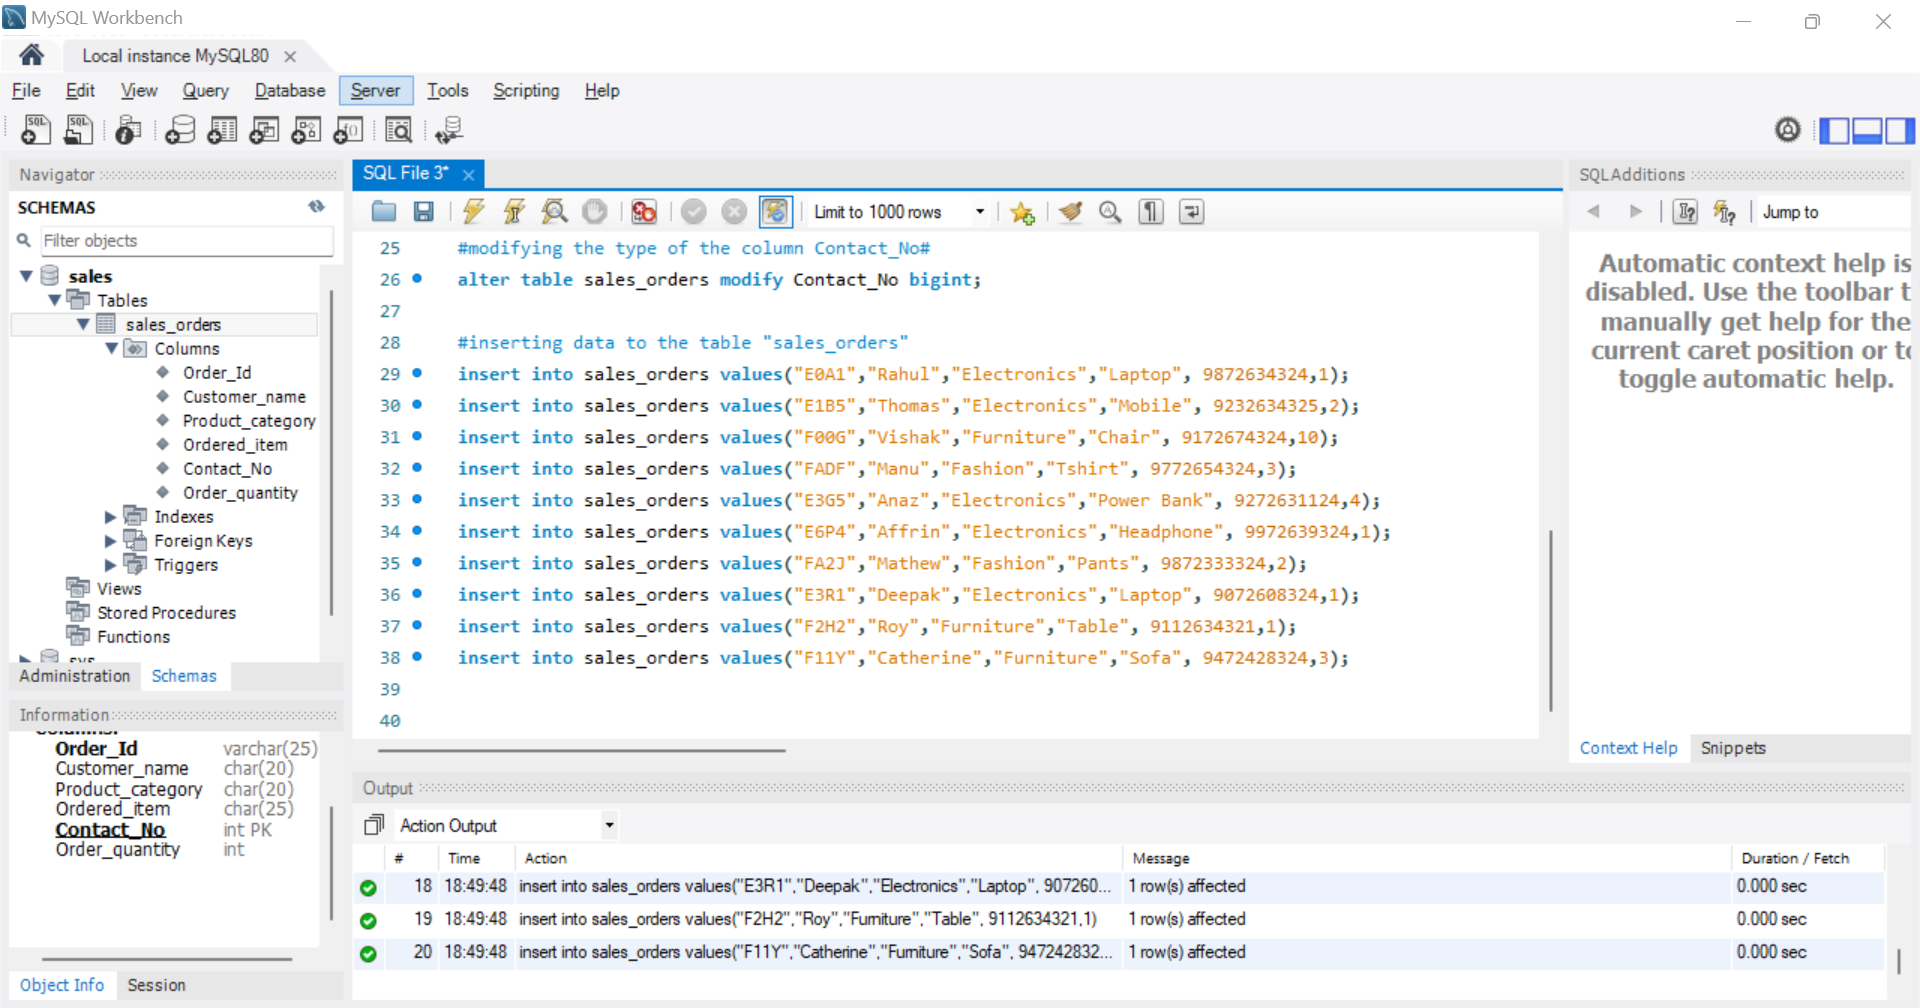 MySQL Workbench
Local instance MySQL80
File Edit View Query Database Server Tools Scripting Help
Navigator
SCHEMAS
Filter objects
sales
Tables
sales_orders
Columns
Order_Id
Customer_name
Product_category
Ordered_item
Contact_No
Order_quantity
Indexes
Foreign Keys
Triggers
Views
Stored Procedures
Functions
sys
Administration Schemas
Information
Columns:
Order_Id varchar(25)
Customer_name char(20)
Product_category char(20)
Ordered_item char(25)
Contact_No int PK
Order_quantity int
Object Info Session
SQL File 3*
Limit to 1000 rows
25 #modifying the type of the column Contact_No#
26 alter table sales_orders modify Contact_No bigint;
27
28 #inserting data to the table "sales_orders"
29 insert into sales_orders values("E0A1","Rahul","Electronics","Laptop", 9872634324,1);
30 insert into sales_orders values("E1B5","Thomas","Electronics","Mobile", 9232634325,2);
31 insert into sales_orders values("F00G","Vishak","Furniture","Chair", 9172674324,10);
32 insert into sales_orders values("FADF","Manu","Fashion","Tshirt", 9772654324,3);
33 insert into sales_orders values("E3G5","Anaz","Electronics","Power Bank", 9272631124,4);
34 insert into sales_orders values("E6P4","Affrin","Electronics","Headphone", 9972639324,1);
35 insert into sales_orders values("FA2J","Mathew","Fashion","Pants", 9872333324,2);
36 insert into sales_orders values("E3R1","Deepak","Electronics","Laptop", 9072608324,1);
37 insert into sales_orders values("F2H2","Roy","Furniture","Table", 9112634321,1);
38 insert into sales_orders values("F11Y","Catherine","Furniture","Sofa", 9472428324,3);
39
40
SQLAdditions
Jump to
Automatic context help is
disabled. Use the toolbar t
manually get help for the
current caret position or to
toggle automatic help.
Context Help Snippets
Output
Action Output
# Time Action Message Duration / Fetch
18 18:49:48 insert into sales_orders values("E3R1","Deepak","Electronics","Laptop", 907260... 1 row(s) affected 0.000 sec
19 18:49:48 insert into sales_orders values("F2H2","Roy","Furniture","Table", 9112634321,1) 1 row(s) affected 0.000 sec
20 18:49:48 insert into sales_orders values("F11Y","Catherine","Furniture","Sofa", 947242832... 1 row(s) affected 0.000 sec